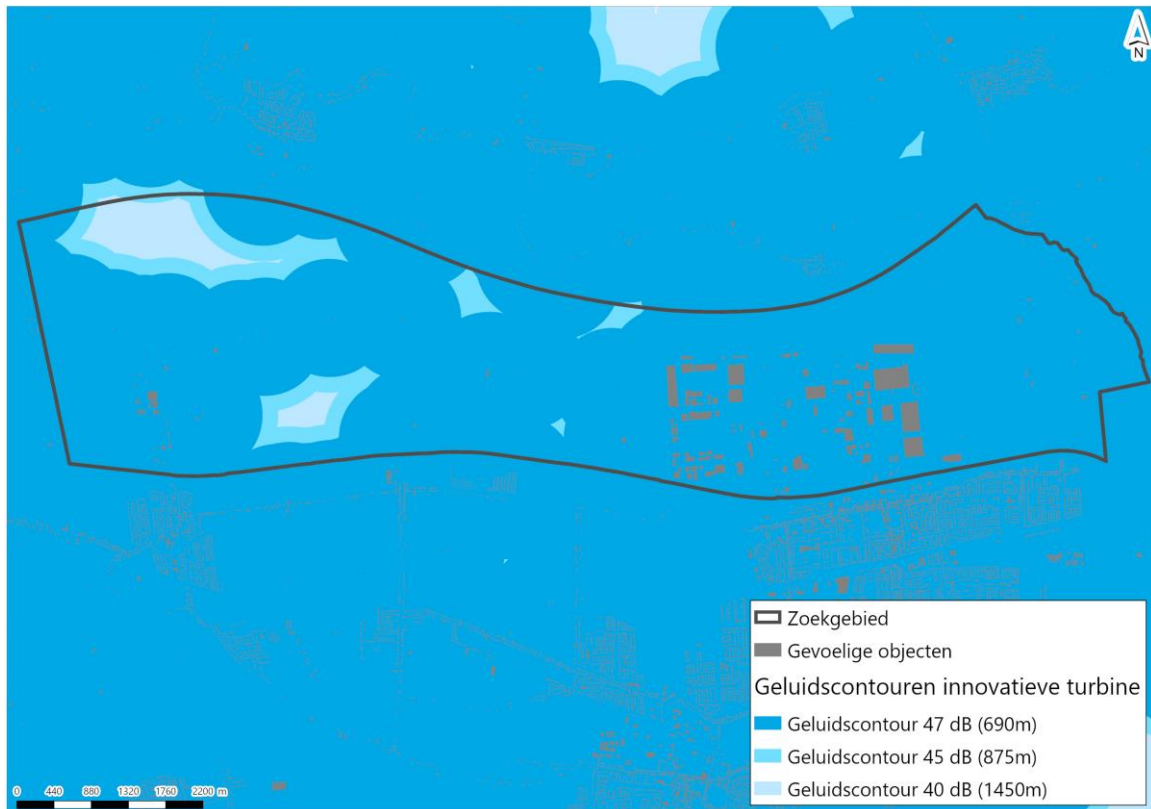 N
Zoekgebied
Gevoelige objecten
Geluidscontouren innovatieve turbine
Geluidscontour 47 dB (690m)
Geluidscontour 45 dB (875m)
Geluidscontour 40 dB (1450m)
0 440 880 1320 1760 2200 m